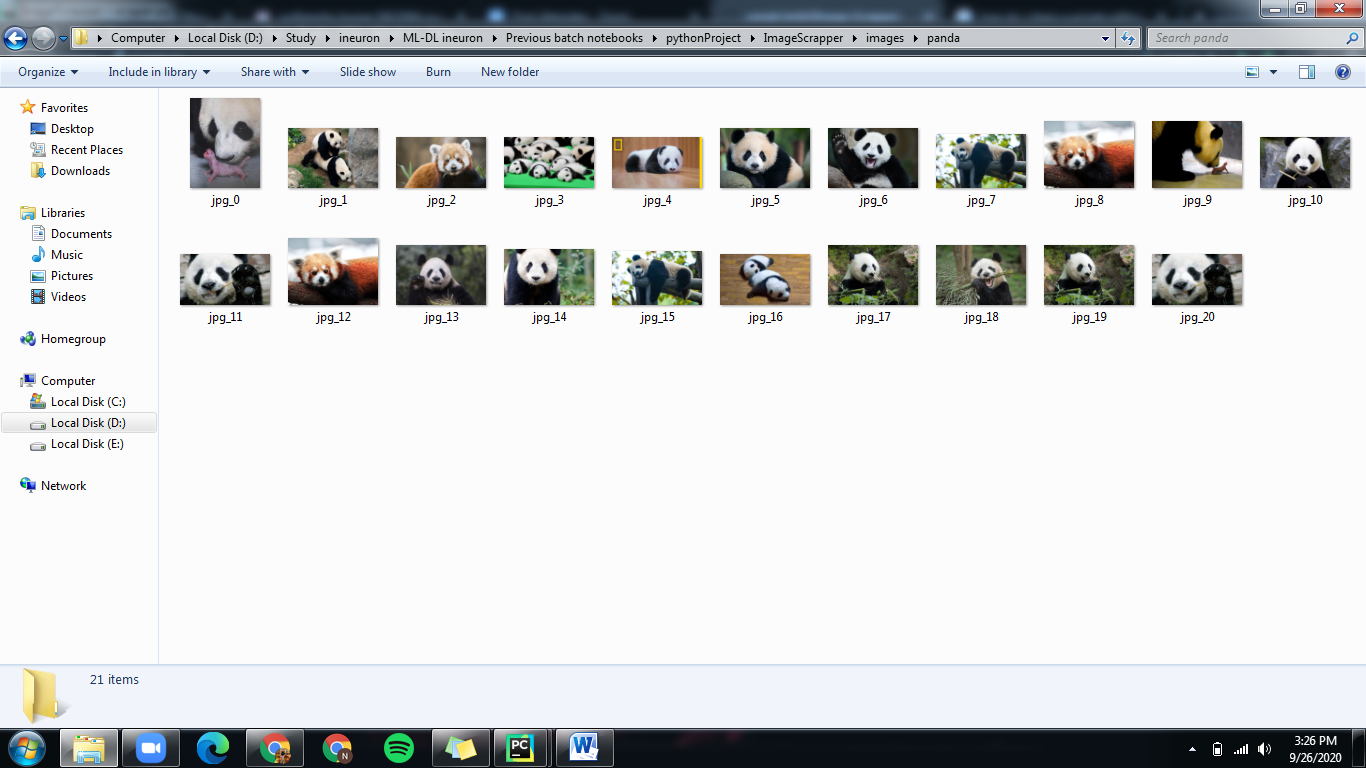 Computer Local Disk (D:) Study ineuron ML-DL ineuron Previous batch notebooks pythonProject ImageScrapper images panda Search panda
Organize Include in library Share with Slide show Burn New folder
Favorites
Desktop
Recent Places
Downloads
Libraries
Documents
Music
Pictures
Videos
Homegroup
Computer
Local Disk (C:)
Local Disk (D:)
Local Disk (E:)
Network
jpg_0 jpg_1 jpg_2 jpg_3 jpg_4 jpg_5 jpg_6 jpg_7 jpg_8 jpg_9 jpg_10
jpg_11 jpg_12 jpg_13 jpg_14 jpg_15 jpg_16 jpg_17 jpg_18 jpg_19 jpg_20
21 items
N
PC
W
3:26 PM
9/26/2020